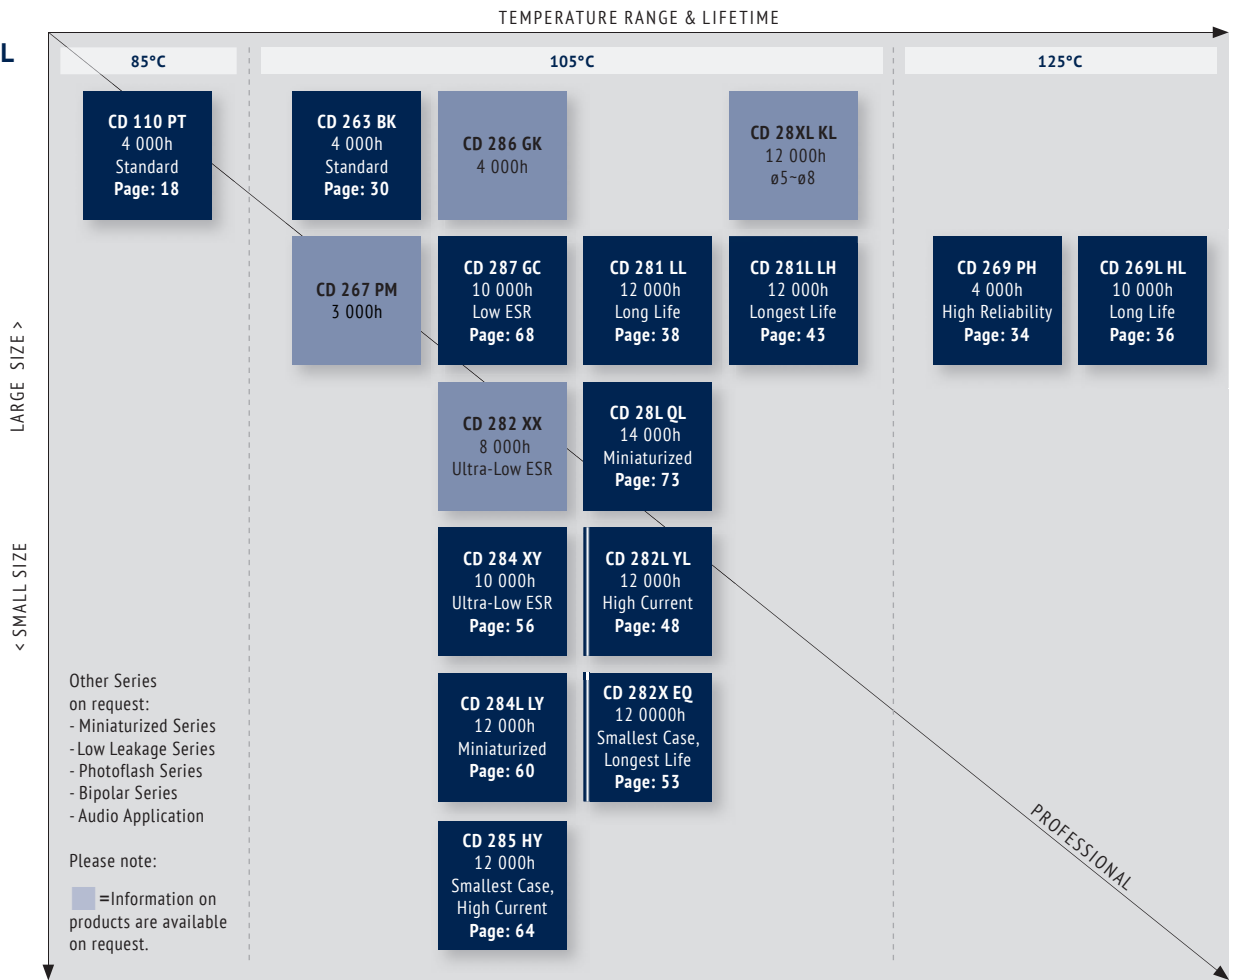 TEMPERATURE RANGE & LIFETIME
L
85°C
105°C
125°C
CD 110 PT
4 000h
Standard
Page: 18
CD 263 BK
4 000h
Standard
Page: 30
CD 286 GK
4 000h
CD 28XL KL
12 000h
ø5~ø8
CD 267 PM
3 000h
CD 287 GC
10 000h
Low ESR
Page: 68
CD 281 LL
12 000h
Long Life
Page: 38
CD 281L LH
12 000h
Longest Life
Page: 43
CD 269 PH
4 000h
High Reliability
Page: 34
CD 269L HL
10 000h
Long Life
Page: 36
LARGE SIZE >
CD 282 XX
8 000h
Ultra-Low ESR
CD 28L QL
14 000h
Miniaturized
Page: 73
< SMALL SIZE
CD 284 XY
10 000h
Ultra-Low ESR
Page: 56
CD 282L YL
12 000h
High Current
Page: 48
CD 284L LY
12 000h
Miniaturized
Page: 60
CD 282X EQ
12 0000h
Smallest Case,
Longest Life
Page: 53
CD 285 HY
12 000h
Smallest Case,
High Current
Page: 64
Other Series
on request:
- Miniaturized Series
- Low Leakage Series
- Photoflash Series
- Bipolar Series
- Audio Application
Please note:
=Information on
products are available
on request.
PROFESSIONAL